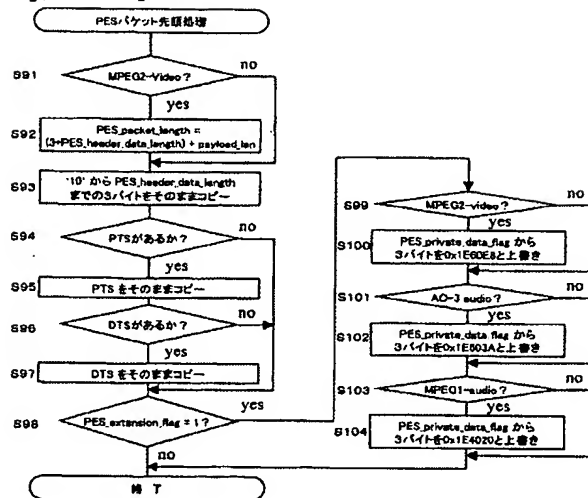 PESパケット先頭処理
S91
MPEG2-Video?
no
yes
S92
PES_packet_length =
(3+PES_header_data_length) + payload_len
S93
'10' から PES_header_data_length
までの3バイトをそのままコピー
S94
PTSがあるか?
no
yes
S95
PTS をそのままコピー
S96
DTSがあるか?
no
yes
S97
DTS をそのままコピー
S98
PES_extension_flag = 1?
yes
no
終了
S99
MPEG2-video?
no
yes
S100
PES_private_data_flag から
3バイトを0x1E60E8と上書き
S101
AC-3 audio?
no
yes
S102
PES_private_data_flag から
3バイトを0x1E603Aと上書き
S103
MPEG1-audio?
no
yes
S104
PES_private_data_flag から
3バイトを0x1E4020と上書き